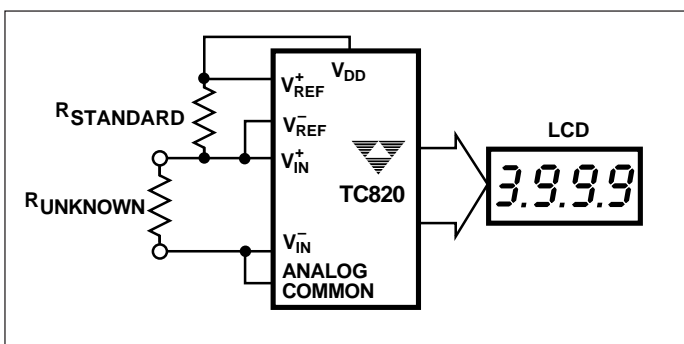 VDD
V+REF
RSTANDARD
V−REF
V+IN
LCD
TC820
3.9.9.9
RUNKNOWN
V−IN
ANALOG
COMMON